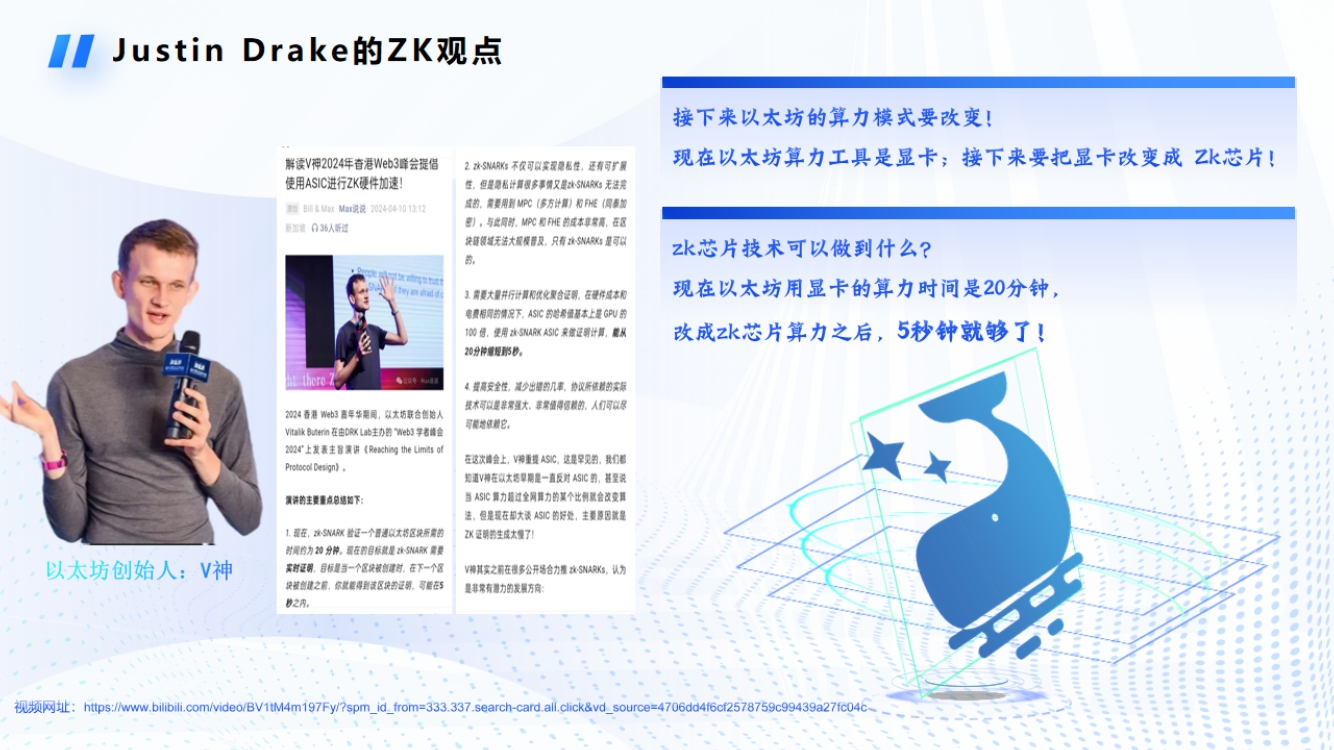 Justin Drake的ZK观点
解读V神2024年香港Web3峰会提倡
使用ASIC进行ZK硬件加速!
原创 Bill & Max Max说说 2024-04-10 13:12
新加坡 36人听过
2024 香港 Web3 嘉年华期间，以太坊联合创始人
Vitalik Buterin 在由DRK Lab主办的 “Web3 学者峰会
2024” 上发表主旨演讲《Reaching the Limits of
Protocol Design》。
演讲的主要重点总结如下：
1. 现在，zk-SNARK 验证一个普通以太坊区块所需的
时间约为 20 分钟。现在的目标就是 zk-SNARK 需要
实时证明，目标是当一个区块被创建时，在下一个区
块被创建之前，你就能得到该区块的证明，可能在5
秒之内。
2. zk-SNARKs 不仅可以实现隐私性，还有可扩展
性，但是隐私计算很多事情又是zk-SNARKs 无法完
成的，需要用到 MPC（多方计算）和 FHE（同态加
密）。与此同时，MPC 和 FHE 的成本非常高，在区
块链领域无法大规模普及，只有 zk-SNARKs 是可以
的。
3. 需要大量并行计算和优化聚合证明，在硬件成本和
电费相同的情况下，ASIC 的哈希值基本上是 GPU 的
100 倍，使用 zk-SNARK ASIC 来做证明计算，能从
20分钟缩短到5秒。
4. 提高安全性，减少出错的几率，协议所依赖的实际
技术可以是非常强大、非常值得信赖的，人们可以尽
可能地依赖它。
在这次峰会上，V神重提 ASIC，这是罕见的，我们都
知道V神在以太坊早期是一直反对 ASIC 的，甚至说
当 ASIC 算力超过全网算力的某个比例就会改变算
法，但是现在却大谈 ASIC 的好处，主要原因就是
ZK 证明的生成太慢了!
V神其实之前在很多公开场合力推 zk-SNARKs，认为
是非常有潜力的发展方向:
以太坊创始人：V神
接下来以太坊的算力模式要改变!
现在以太坊算力工具是显卡；接下来要把显卡改变成 Zk芯片!
zk芯片技术可以做到什么?
现在以太坊用显卡的算力时间是20分钟，
改成zk芯片算力之后，5秒钟就够了!
视频网址：https://www.bilibili.com/video/BV1tM4m197Fy/?spm_id_from=333.337.search-card.all.click&vd_source=4706dd4f6cf2578759c99439a27fc04c